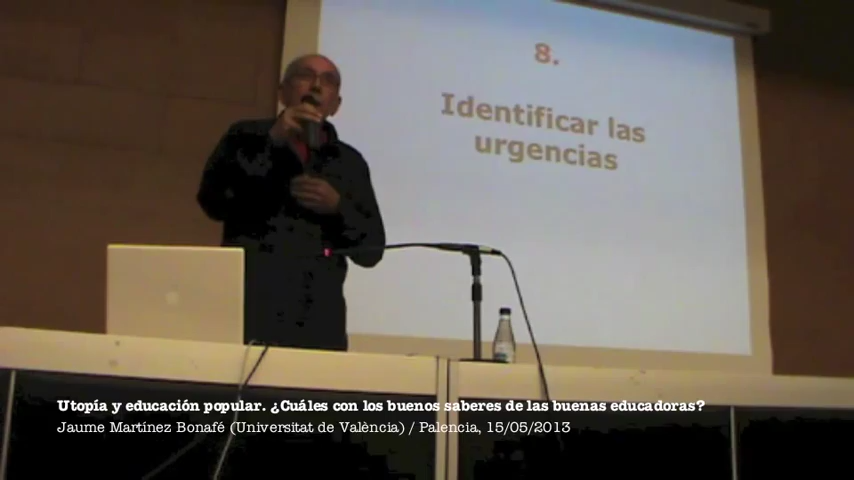 8.
Identificar las
urgencias
Utopía y educación popular. ¿Cuáles con los buenos saberes de las buenas educadoras?
Jaume Martínez Bonafé (Universitat de València) / Palencia, 15/05/2013